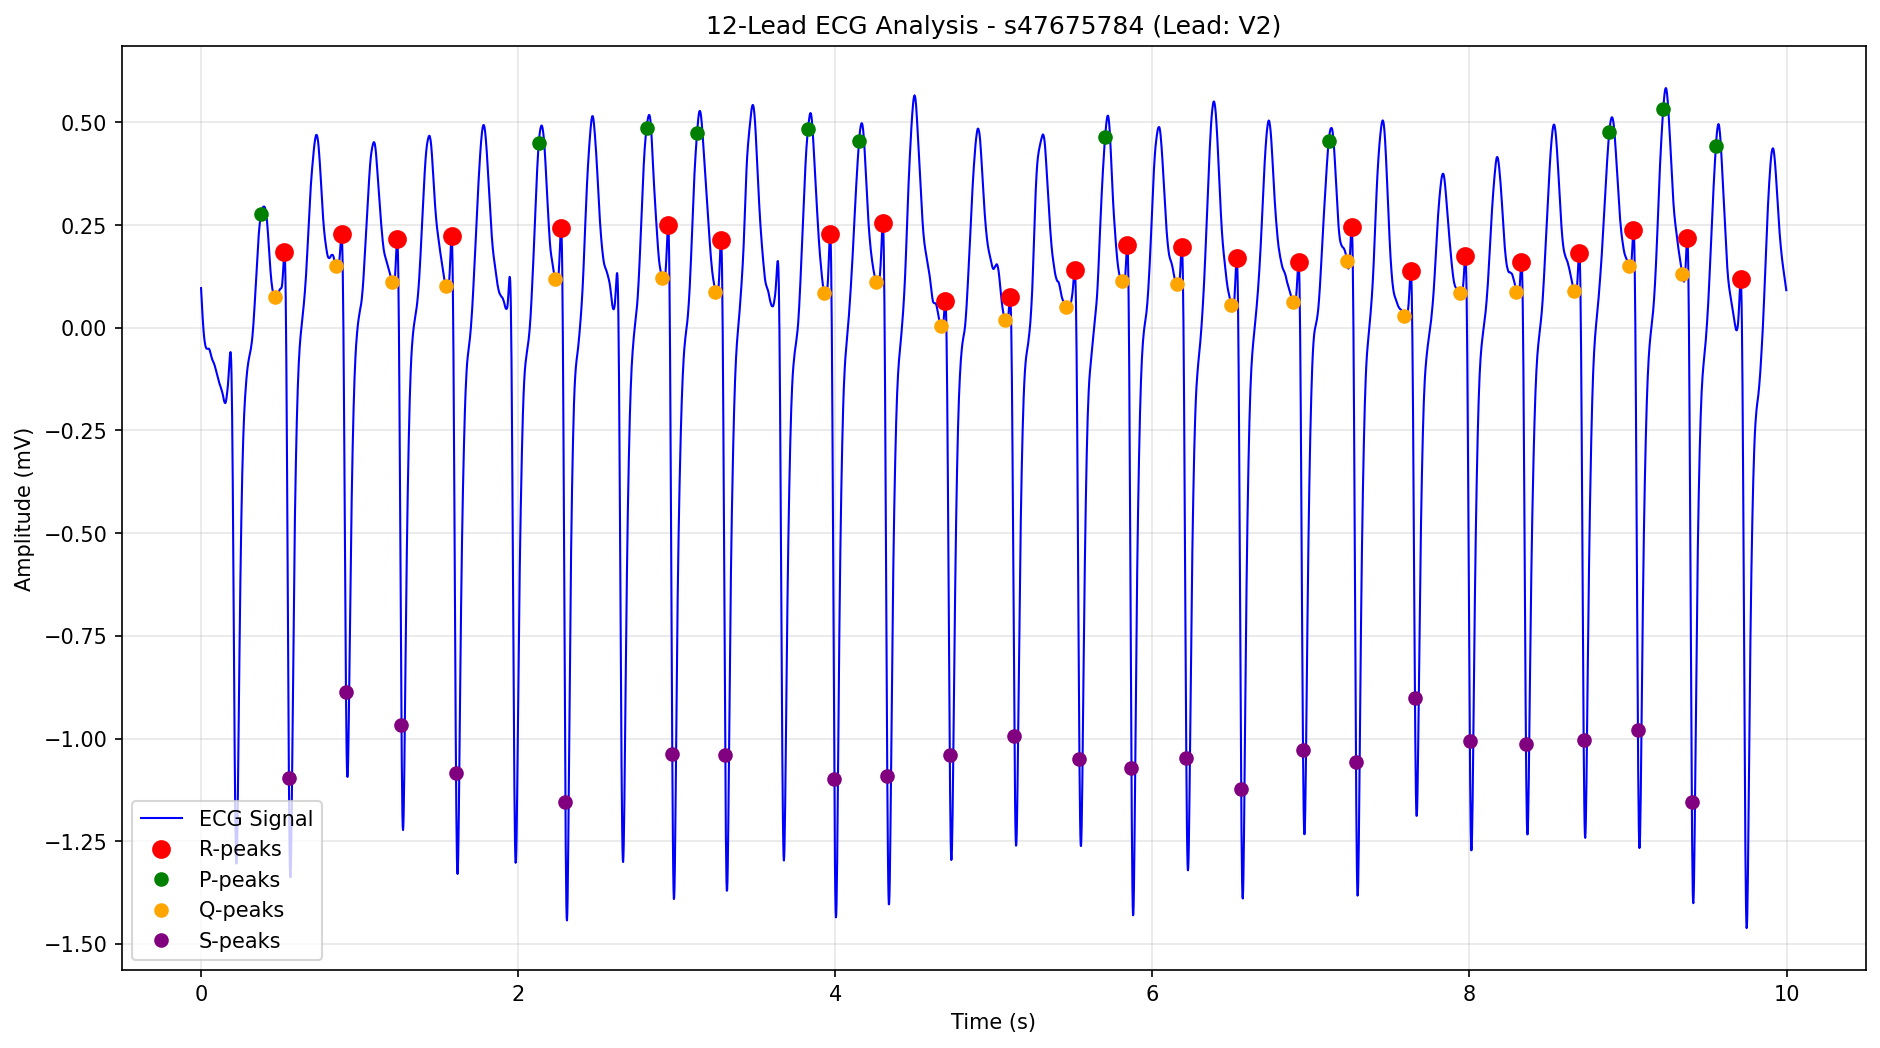 12-Lead ECG Analysis - s47675784 (Lead: V2)
Amplitude (mV)
0.50
0.25
0.00
−0.25
−0.50
−0.75
−1.00
−1.25
−1.50
ECG Signal
R-peaks
P-peaks
Q-peaks
S-peaks
0 2 4 6 8 10
Time (s)